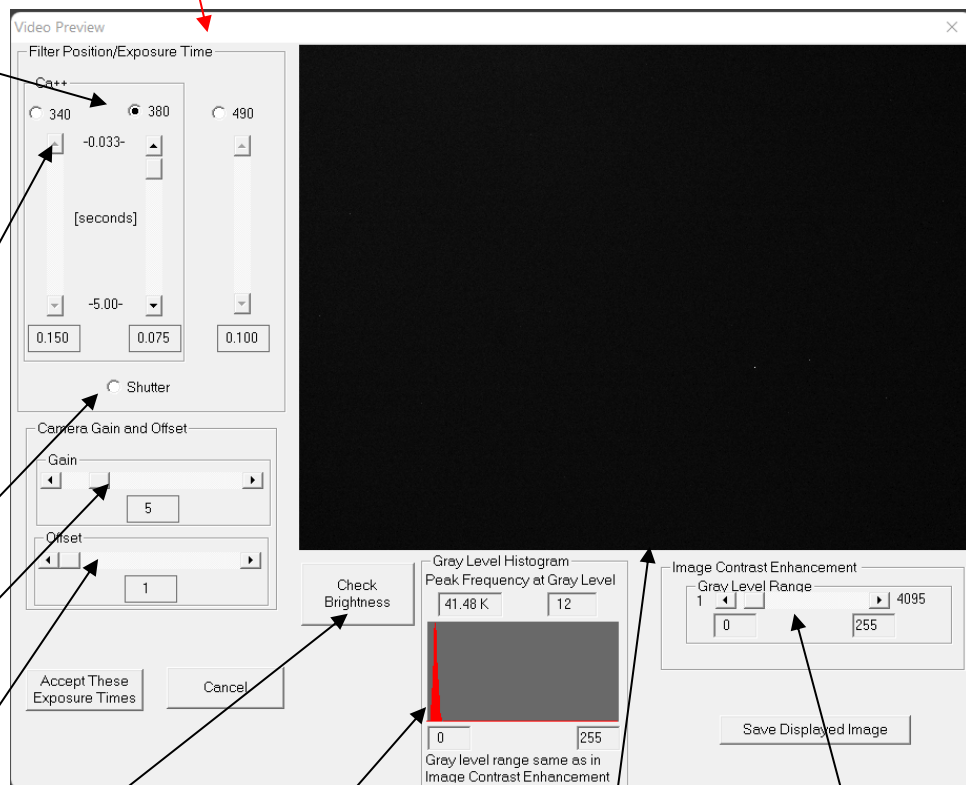 Video Preview
Filter Position/Exposure Time
Ca++
340
380
490
-0.033-
[seconds]
-5.00-
0.150
0.075
0.100
Shutter
Camera Gain and Offset
Gain
5
Offset
1
Accept These
Exposure Times
Cancel
Check
Brightness
Gray Level Histogram
Peak Frequency at Gray Level
41.48 K
12
0
255
Gray level range same as in
Image Contrast Enhancement
Image Contrast Enhancement
Gray Level Range
1
4095
0
255
Save Displayed Image